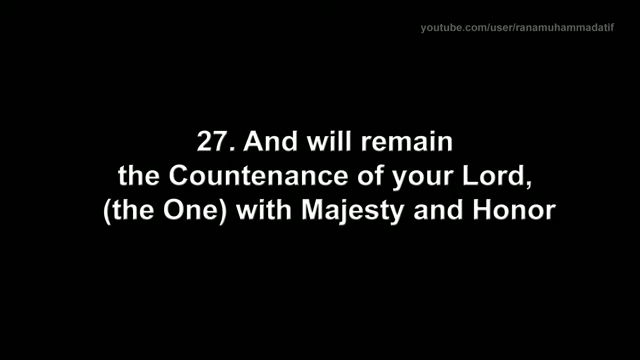 youtube.com/user/ranamuhammadatif
27. And will remain
the Countenance of your Lord,
(the One) with Majesty and Honor